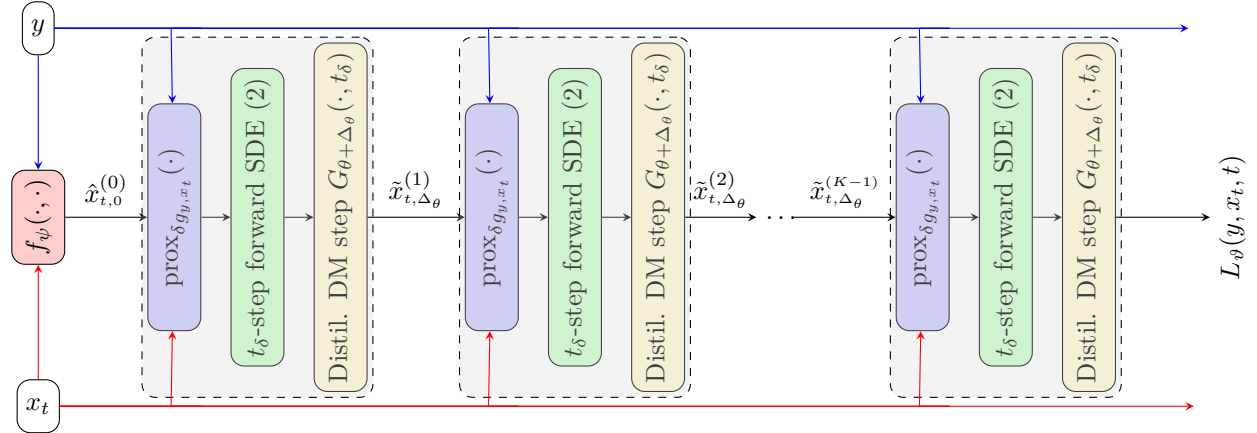 y
f_ψ(·, ·)
x_t
x̂_{t,0}^{(0)}
prox_{δg_{y,x_t}}(·)
t_δ-step forward SDE (2)
Distil. DM step G_{θ+Δ_θ}(·, t_δ)
x̃_{t,Δ_θ}^{(1)}
prox_{δg_{y,x_t}}(·)
t_δ-step forward SDE (2)
Distil. DM step G_{θ+Δ_θ}(·, t_δ)
x̃_{t,Δ_θ}^{(2)}
...
x̃_{t,Δ_θ}^{(K−1)}
prox_{δg_{y,x_t}}(·)
t_δ-step forward SDE (2)
Distil. DM step G_{θ+Δ_θ}(·, t_δ)
L_ϑ(y, x_t, t)